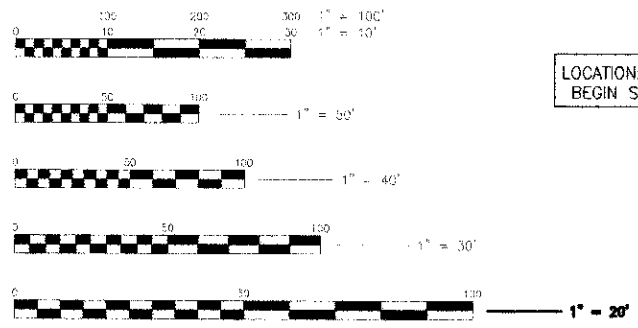 100 200 300 1" = 100'
0 10 20 30 1" = 10'
0 50 100
1" = 50'
0 50 100
1" = 40'
0 50 100
1" = 30'
0 50 100
1" = 20'
LOCATION
BEGIN S